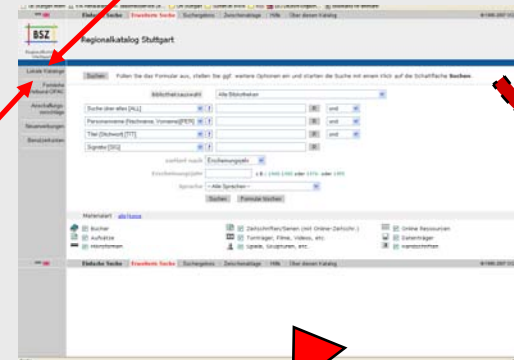 Einfache Suche | Erweiterte Suche | Suchergebnis | Zwischenablage | Hilfe | Über diesen Katalog
BSZ
Regionalkatalog Stuttgart
Lokale Kataloge
Fernleihe
Neuerwerbungen
Benutzerkonten
Suchen Füllen Sie das Formular aus, stellen Sie ggf. weitere Optionen ein und starten die Suche mit einem Klick auf die Schaltfläche Suchen.
Bibliotheksauswahl Alle Bibliotheken
Suche über alles [ALL] und
Personenname (Nachname, Vorname)[PER] und
Titel (Stichwort) [TIT] und
Signatur [SIG]
sortiert nach Erscheinungsjahr
Erscheinungsjahr
Sprache - Alle Sprachen -
Suchen Formular löschen
Materialart alle/keine
Bücher Zeitschriften/Serien (mit Online-Zeitschr.) Online Ressourcen
Aufsätze Tonträger, Filme, Videos, etc. Datenträger
Mikroformen Spiele, Skulpturen, etc. Handschriften
Einfache Suche | Erweiterte Suche | Suchergebnis | Zwischenablage | Hilfe | Über diesen Katalog